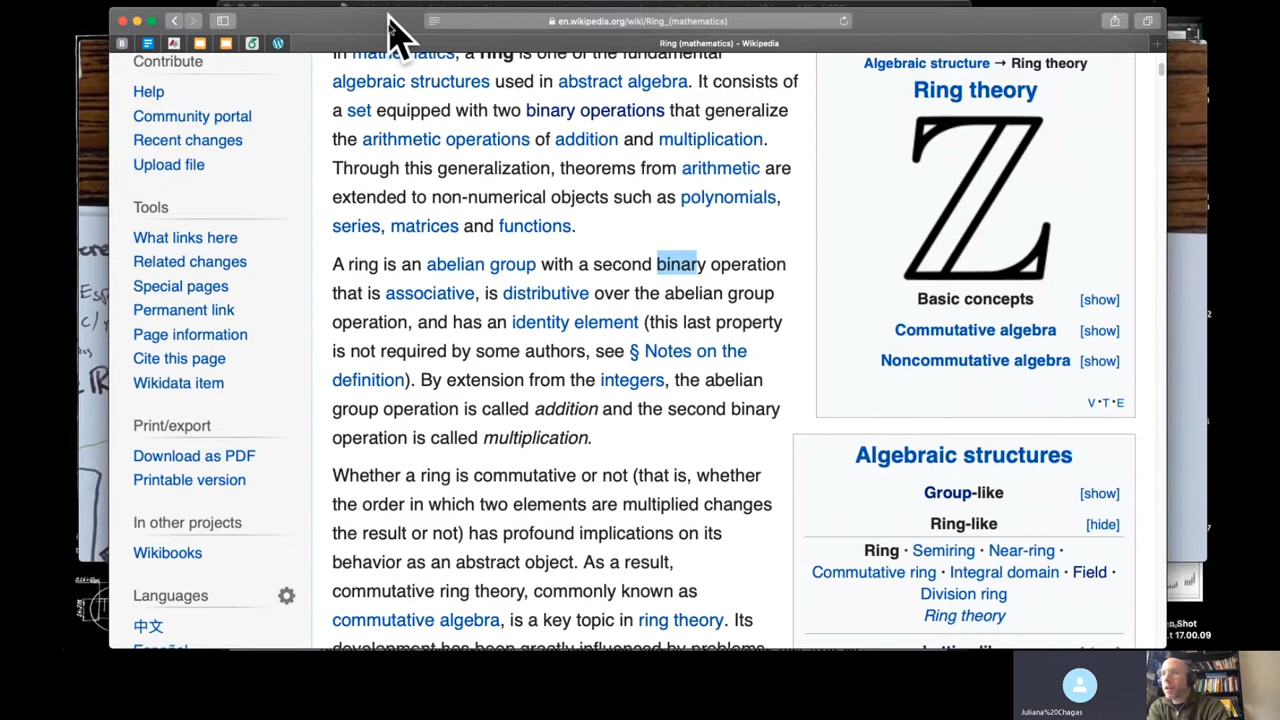 en.wikipedia.org/wiki/Ring_(mathematics)
Ring (mathematics) – Wikipedia
Contribute
Help
Community portal
Recent changes
Upload file
Tools
What links here
Related changes
Special pages
Permanent link
Page information
Cite this page
Wikidata item
Print/export
Download as PDF
Printable version
In other projects
Wikibooks
Languages
中文
Español
In mathematics, a ring is one of the fundamental
algebraic structures used in abstract algebra. It consists of
a set equipped with two binary operations that generalize
the arithmetic operations of addition and multiplication.
Through this generalization, theorems from arithmetic are
extended to non-numerical objects such as polynomials,
series, matrices and functions.
A ring is an abelian group with a second binary operation
that is associative, is distributive over the abelian group
operation, and has an identity element (this last property
is not required by some authors, see § Notes on the
definition). By extension from the integers, the abelian
group operation is called addition and the second binary
operation is called multiplication.
Whether a ring is commutative or not (that is, whether
the order in which two elements are multiplied changes
the result or not) has profound implications on its
behavior as an abstract object. As a result,
commutative ring theory, commonly known as
commutative algebra, is a key topic in ring theory. Its
development has been greatly influenced by problems
Algebraic structure → Ring theory
Ring theory
ℤ
Basic concepts [show]
Commutative algebra [show]
Noncommutative algebra [show]
V · T · E
Algebraic structures
Group-like [show]
Ring-like [hide]
Ring · Semiring · Near-ring ·
Commutative ring · Integral domain · Field ·
Division ring
Ring theory
Juliana%20Chagas